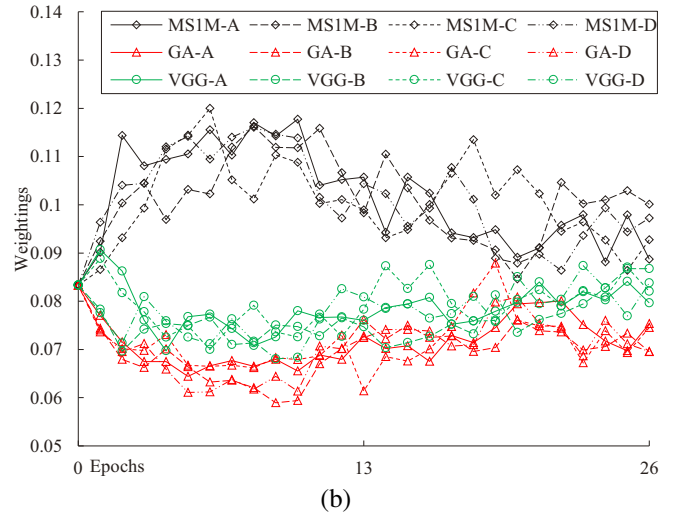 0.14
MS1M-A MS1M-B MS1M-C MS1M-D
GA-A GA-B GA-C GA-D
VGG-A VGG-B VGG-C VGG-D
0.13
0.12
0.11
0.1
0.09
0.08
0.07
0.06
0.05
Weightings
0 Epochs 13 26
(b)